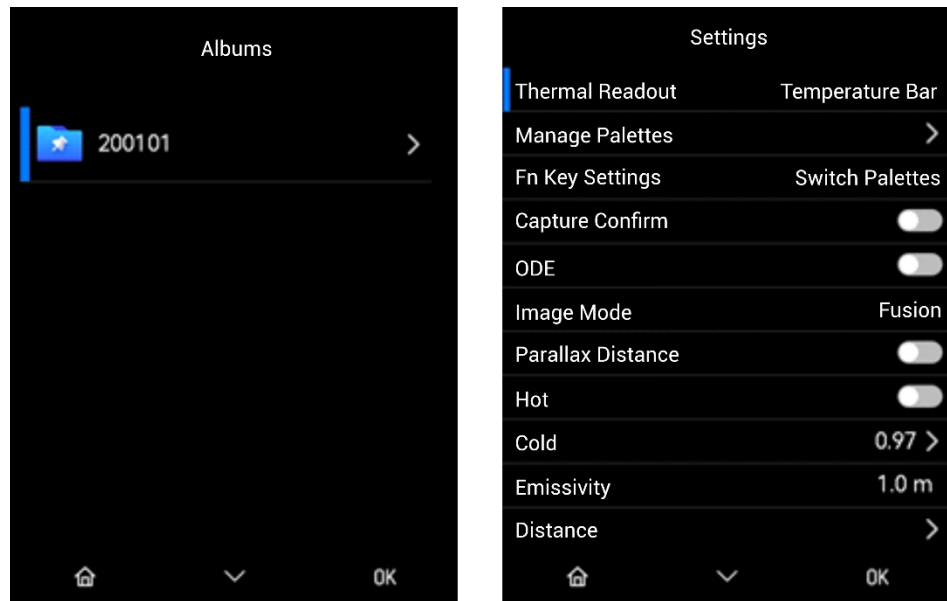 Albums
200101
OK
Settings
Thermal Readout Temperature Bar
Manage Palettes
Fn Key Settings Switch Palettes
Capture Confirm
ODE
Image Mode Fusion
Parallax Distance
Hot
Cold 0.97
Emissivity 1.0 m
Distance
OK